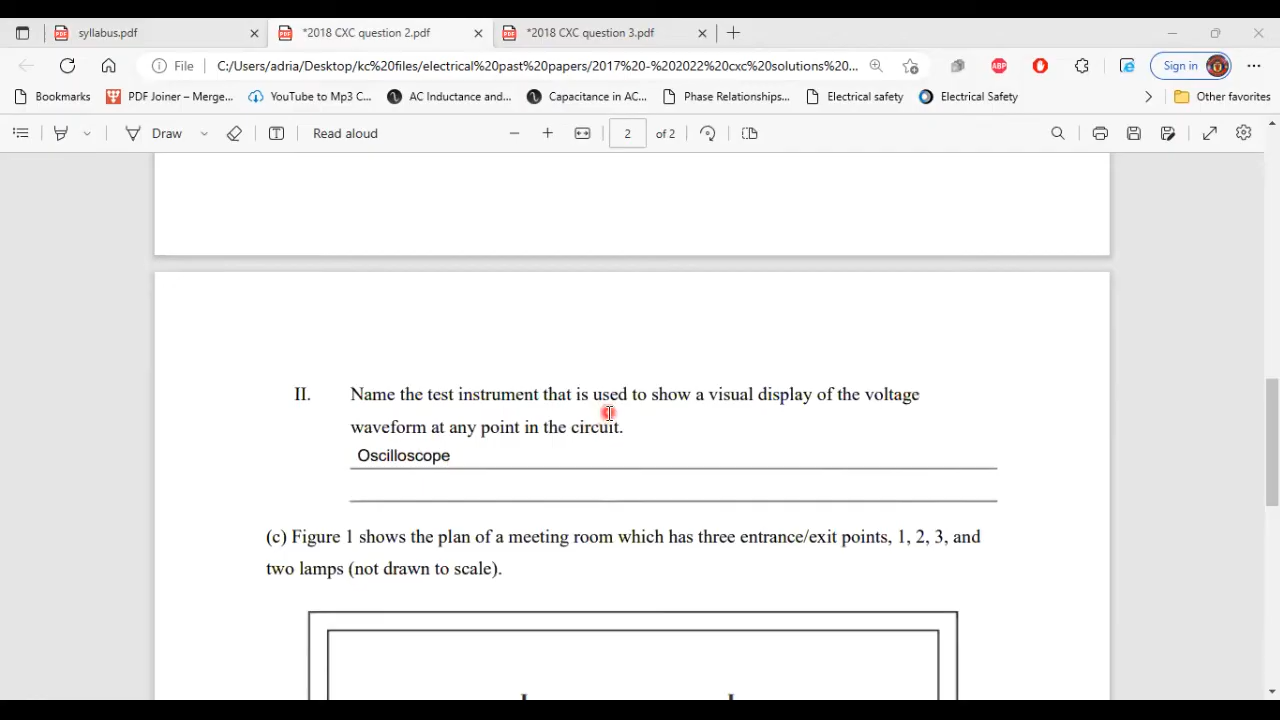 syllabus.pdf
*2018 CXC question 2.pdf
*2018 CXC question 3.pdf
File
C:/Users/adria/Desktop/kc%20files/electrical%20past%20papers/2017%20-%202022%20cxc%20solutions%20...
Sign in
Bookmarks
PDF Joiner – Merge...
YouTube to Mp3 C...
AC Inductance and...
Capacitance in AC...
Phase Relationships...
Electrical safety
Electrical Safety
Other favorites
Draw
Read aloud
2
of 2
II. Name the test instrument that is used to show a visual display of the voltage
waveform at any point in the circuit.
Oscilloscope
(c) Figure 1 shows the plan of a meeting room which has three entrance/exit points, 1, 2, 3, and
two lamps (not drawn to scale).